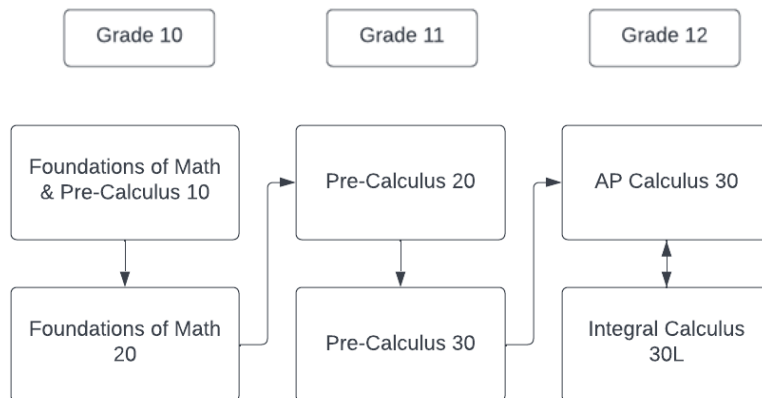 Grade 10
Grade 11
Grade 12
Foundations of Math
& Pre-Calculus 10
Pre-Calculus 20
AP Calculus 30
Foundations of Math
20
Pre-Calculus 30
Integral Calculus
30L